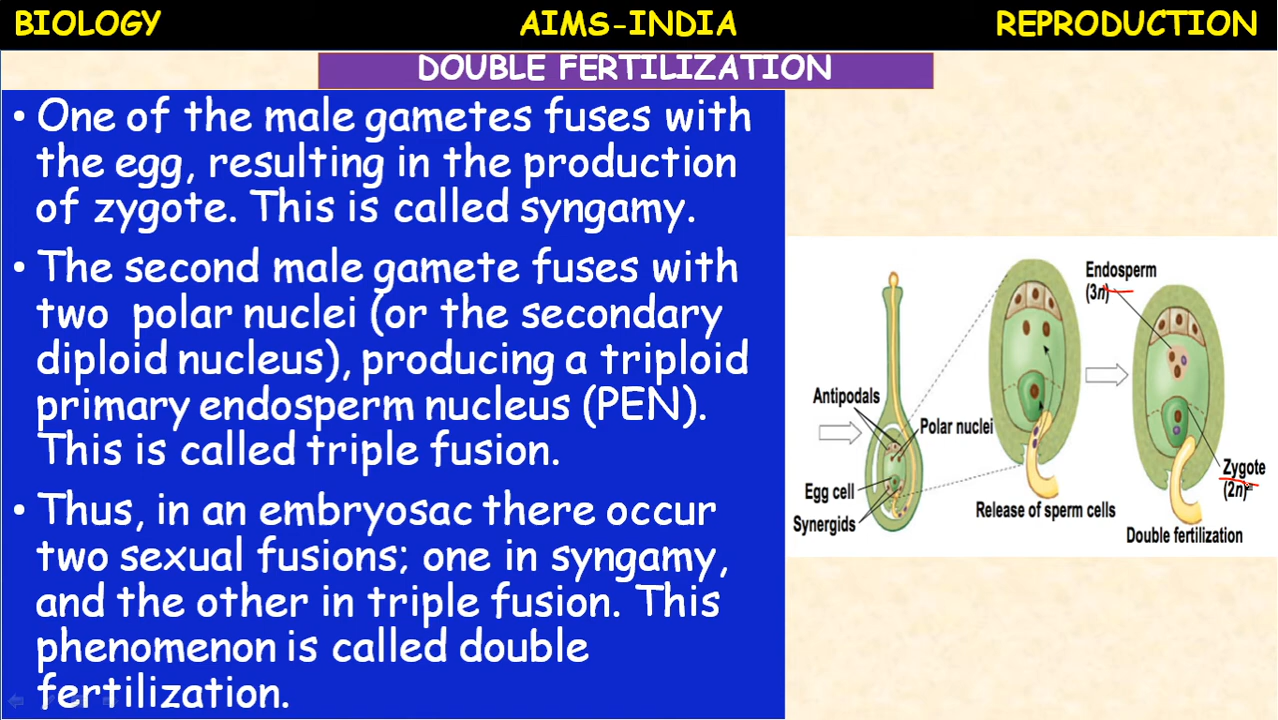 BIOLOGY AIMS-INDIA REPRODUCTION
DOUBLE FERTILIZATION
• One of the male gametes fuses with
the egg, resulting in the production
of zygote. This is called syngamy.
• The second male gamete fuses with
two polar nuclei (or the secondary
diploid nucleus), producing a triploid
primary endosperm nucleus (PEN).
This is called triple fusion.
• Thus, in an embryosac there occur
two sexual fusions; one in syngamy,
and the other in triple fusion. This
phenomenon is called double
fertilization.
Antipodals
Polar nuclei
Egg cell
Synergids
Release of sperm cells
Endosperm
(3n)
Zygote
(2n)
Double fertilization